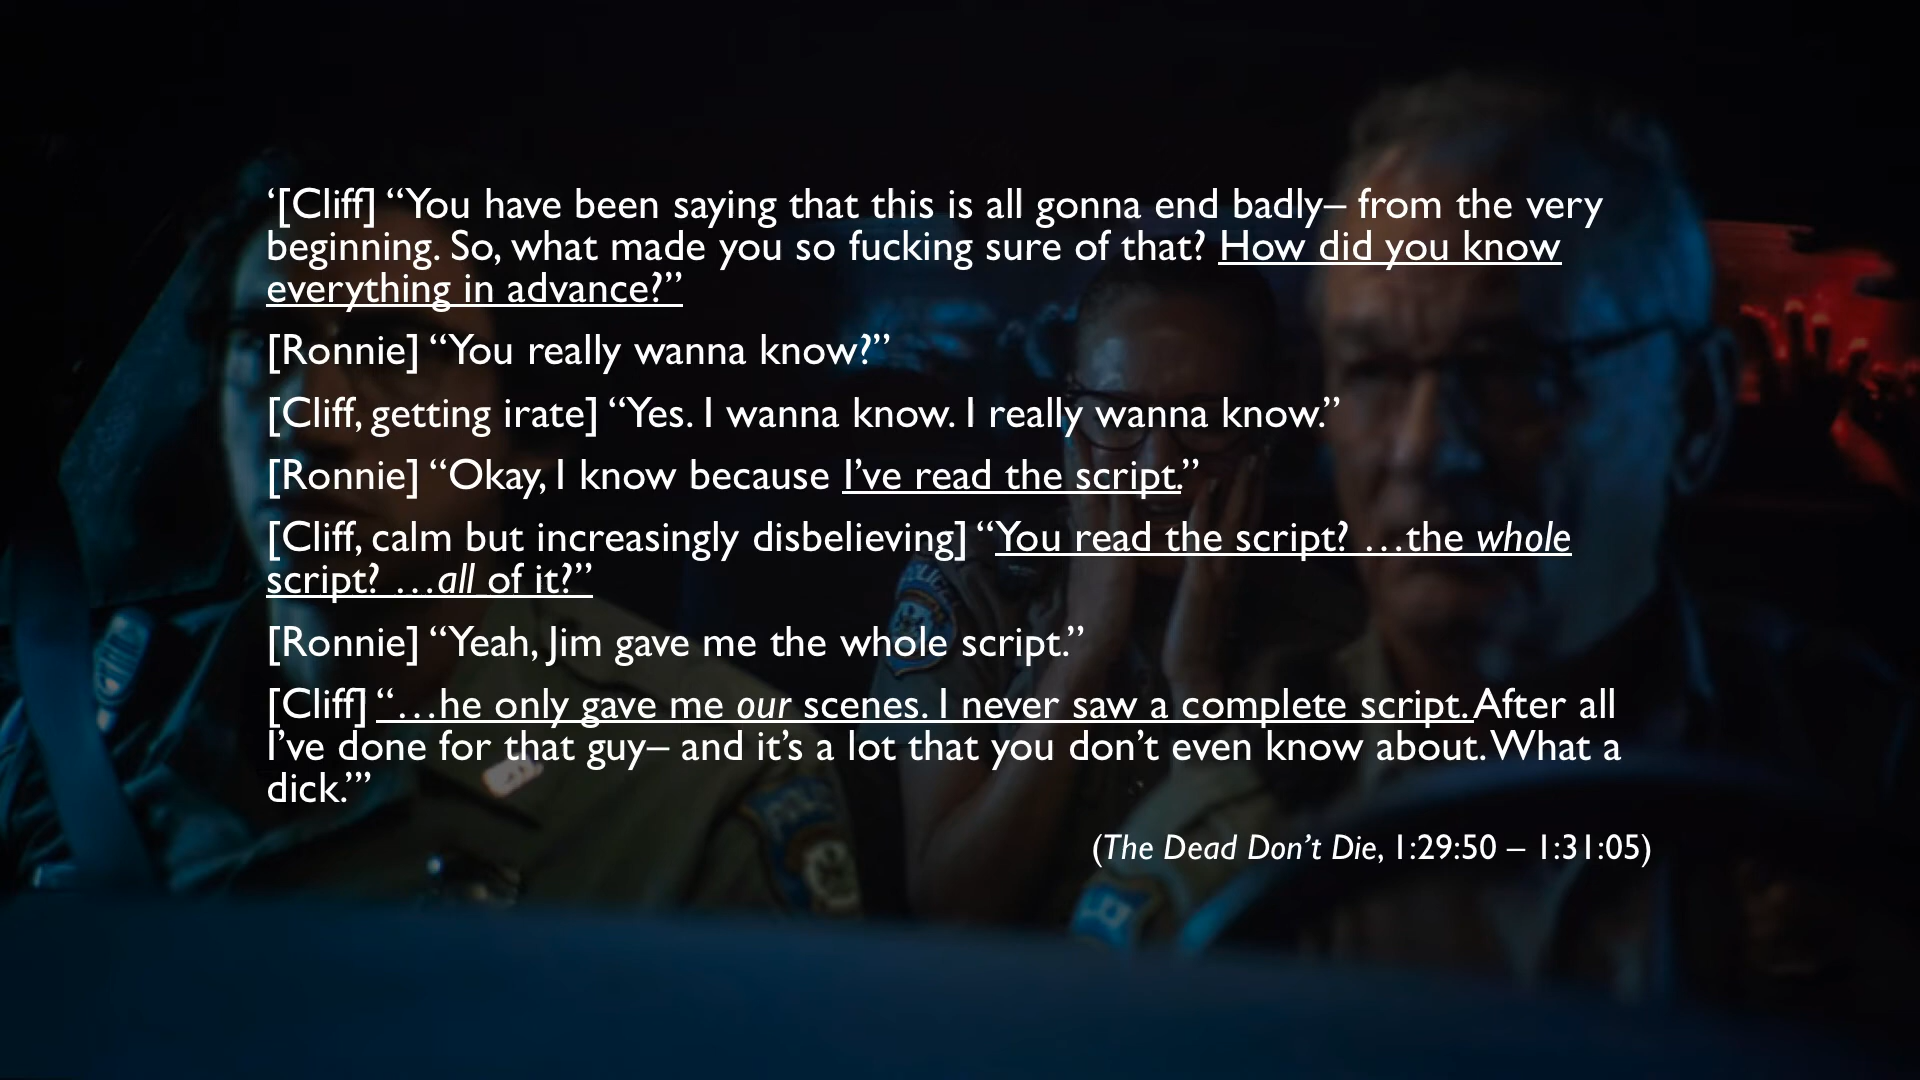 ‘[Cliff] “You have been saying that this is all gonna end badly– from the very
beginning. So, what made you so fucking sure of that? How did you know
everything in advance?”
[Ronnie] “You really wanna know?”
[Cliff, getting irate] “Yes. I wanna know. I really wanna know.”
[Ronnie] “Okay, I know because I’ve read the script.”
[Cliff, calm but increasingly disbelieving] “You read the script? …the whole
script? …all of it?”
[Ronnie] “Yeah, Jim gave me the whole script.”
[Cliff] “…he only gave me our scenes. I never saw a complete script. After all
I’ve done for that guy– and it’s a lot that you don’t even know about. What a
dick.”’
(The Dead Don’t Die, 1:29:50 – 1:31:05)